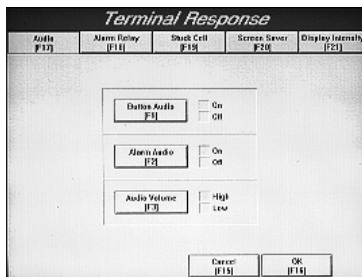 Terminal Response
Audio [F17]
Alarm Relay [F18]
Stuck Cell [F19]
Screen Saver [F20]
Display Intensity [F21]
Button Audio [F1]
On
Off
Alarm Audio [F2]
On
Off
Audio Volume [F3]
High
Low
Cancel [F15]
OK [F16]